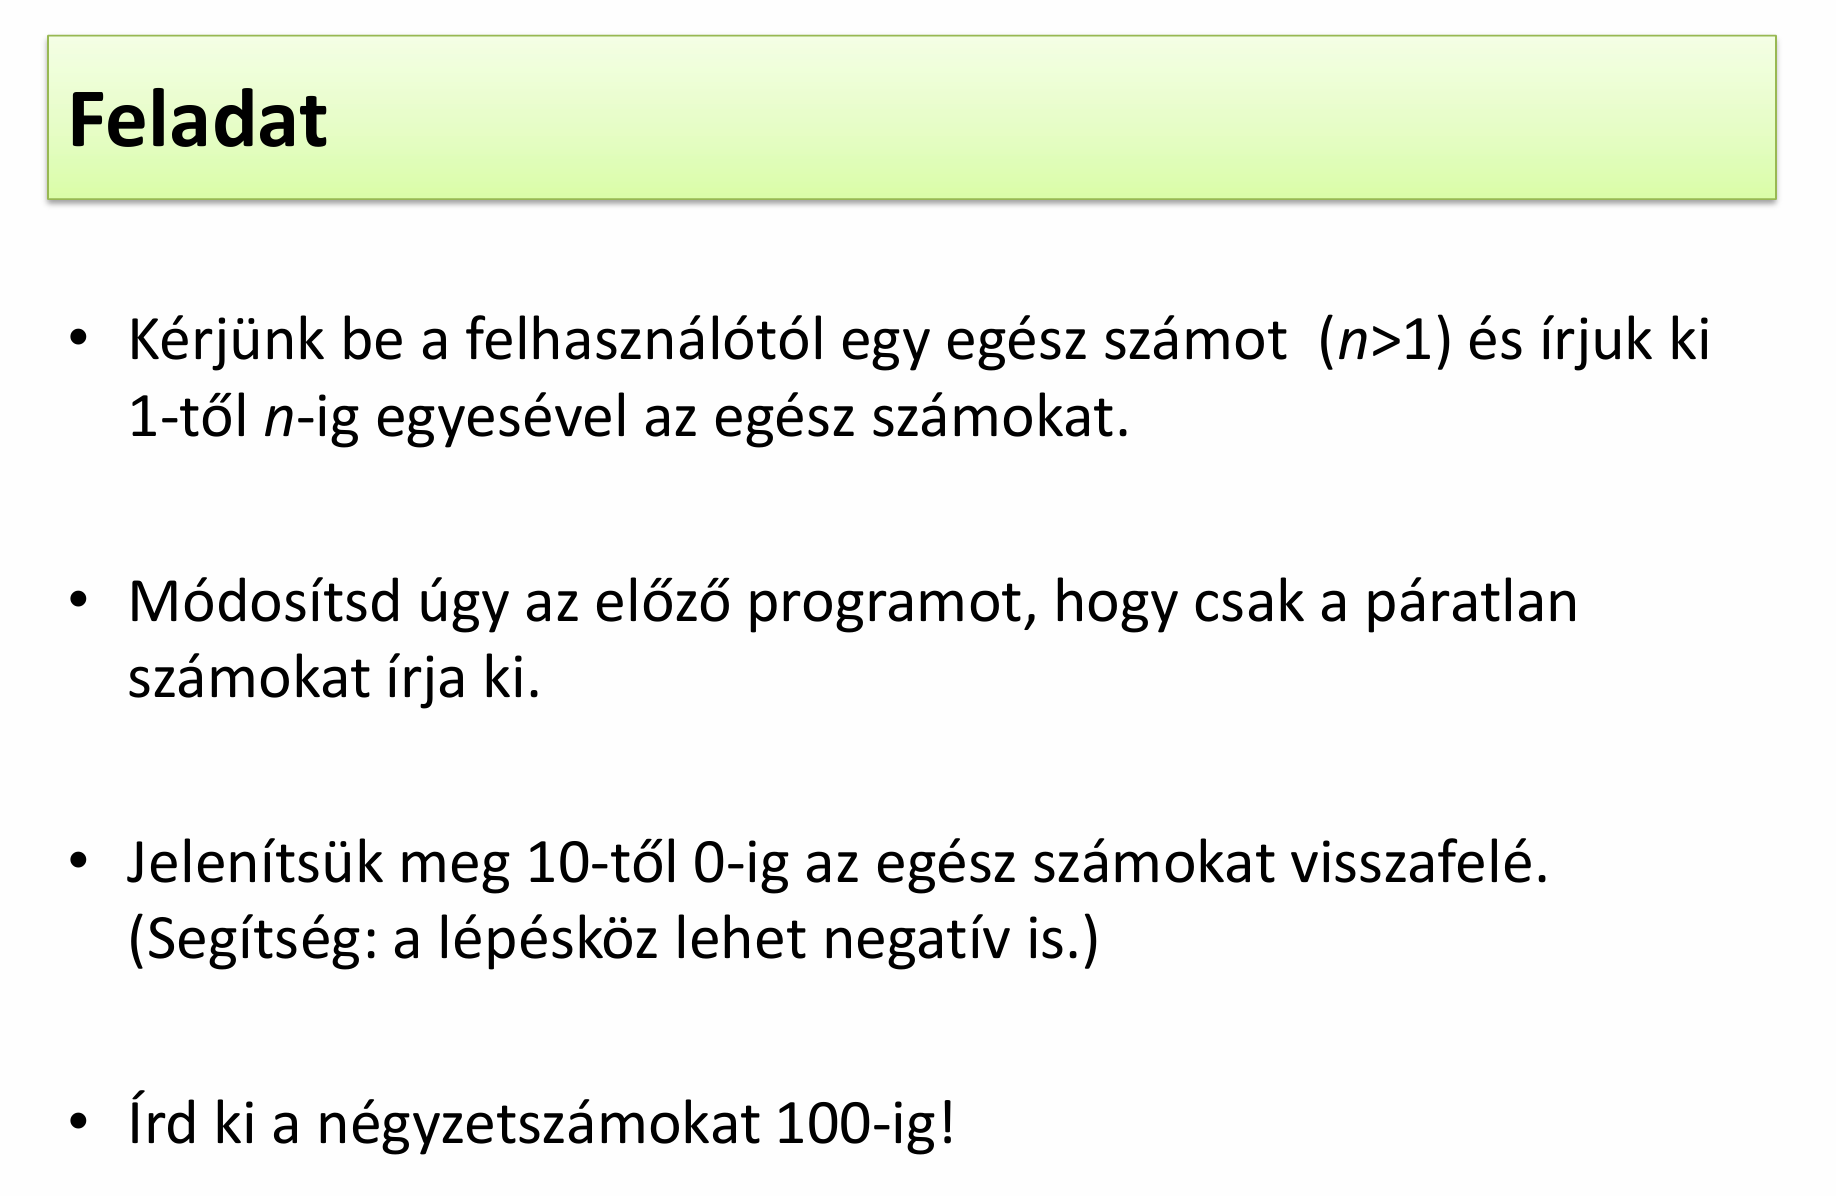 Feladat
• Kérjünk be a felhasználótól egy egész számot  (n>1) és írjuk ki
1-től n-ig egyesével az egész számokat.
• Módosítsd úgy az előző programot, hogy csak a páratlan
számokat írja ki.
• Jelenítsük meg 10-től 0-ig az egész számokat visszafelé.
(Segítség: a lépésköz lehet negatív is.)
• Írd ki a négyzetszámokat 100-ig!